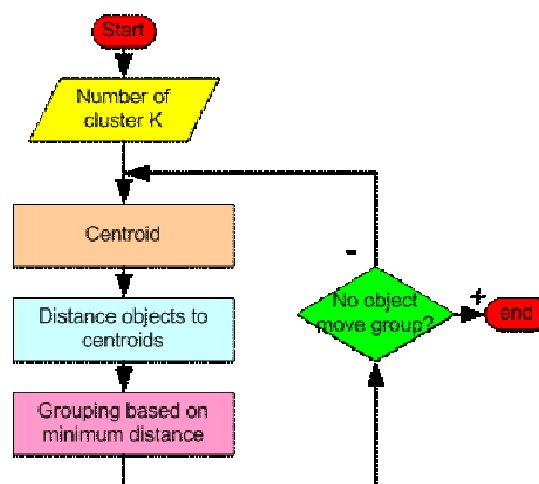 Start
Number of
cluster K
Centroid
-
No object
move group?
+
end
Distance objects to
centroids
Grouping based on
minimum distance